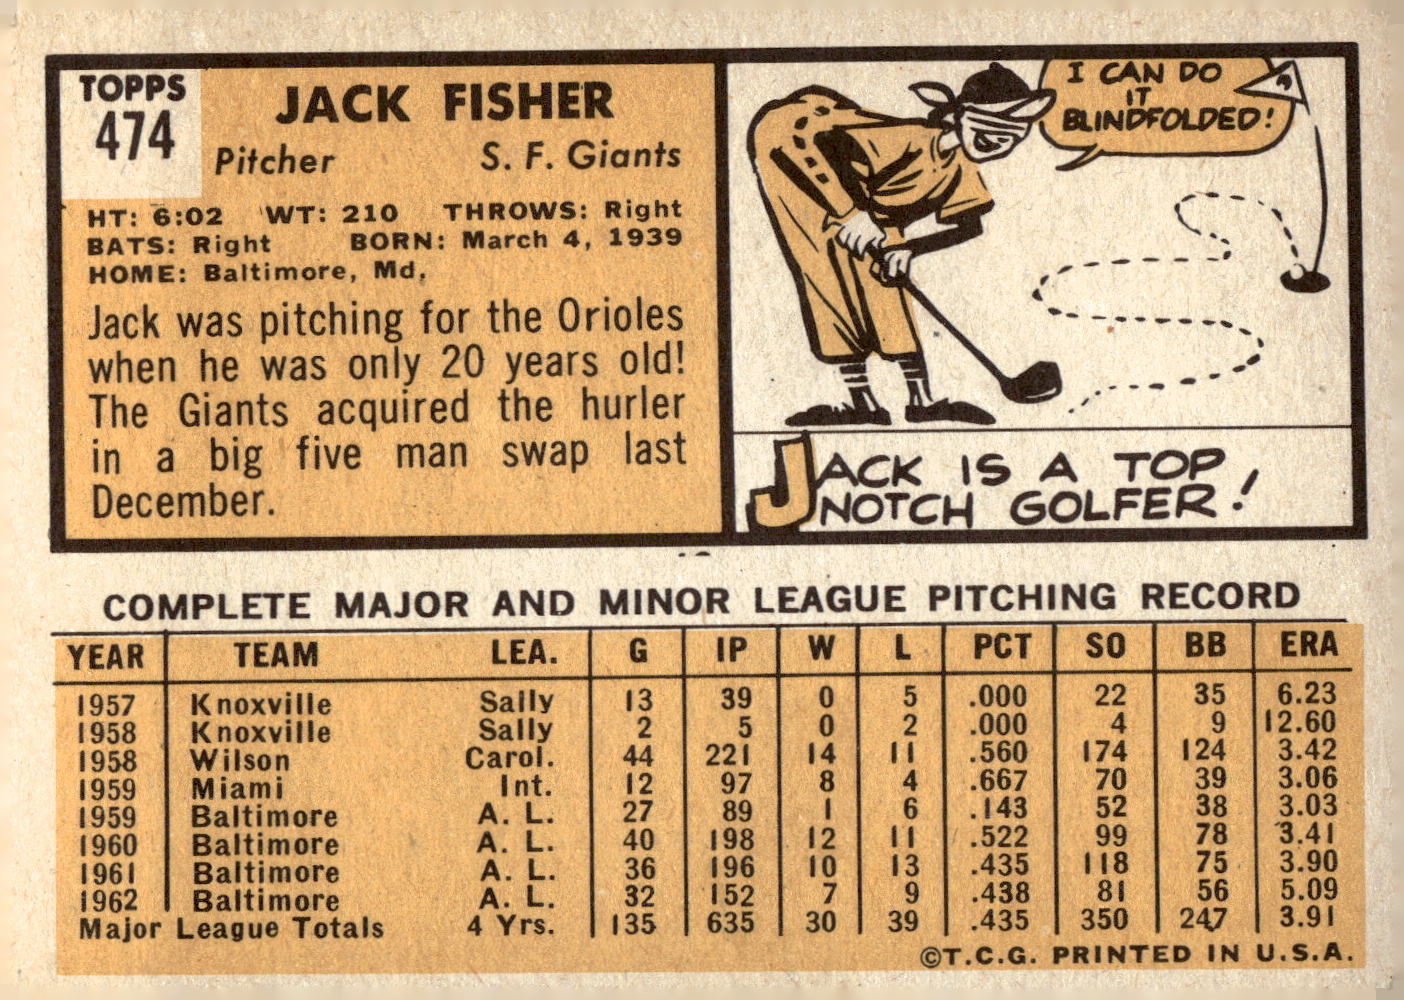 TOPPS
474
JACK FISHER
Pitcher S. F. Giants
HT: 6:02 WT: 210 THROWS: Right
BATS: Right BORN: March 4, 1939
HOME: Baltimore, Md.
Jack was pitching for the Orioles
when he was only 20 years old!
The Giants acquired the hurler
in a big five man swap last
December.
I CAN DO
IT
BLINDFOLDED!
JACK IS A TOP
NOTCH GOLFER!
COMPLETE MAJOR AND MINOR LEAGUE PITCHING RECORD
YEAR TEAM LEA. G IP W L PCT SO BB ERA
1957 Knoxville Sally 13 39 0 5 .000 22 35 6.23
1958 Knoxville Sally 2 5 0 2 .000 4 9 12.60
1958 Wilson Carol. 44 221 14 11 .560 174 124 3.42
1959 Miami Int. 12 97 8 4 .667 70 39 3.06
1959 Baltimore A. L. 27 89 1 6 .143 52 38 3.03
1960 Baltimore A. L. 40 198 12 11 .522 99 78 3.41
1961 Baltimore A. L. 36 196 10 13 .435 118 75 3.90
1962 Baltimore A. L. 32 152 7 9 .438 81 56 5.09
Major League Totals 4 Yrs. 135 635 30 39 .435 350 247 3.91
©T.C.G. PRINTED IN U.S.A.